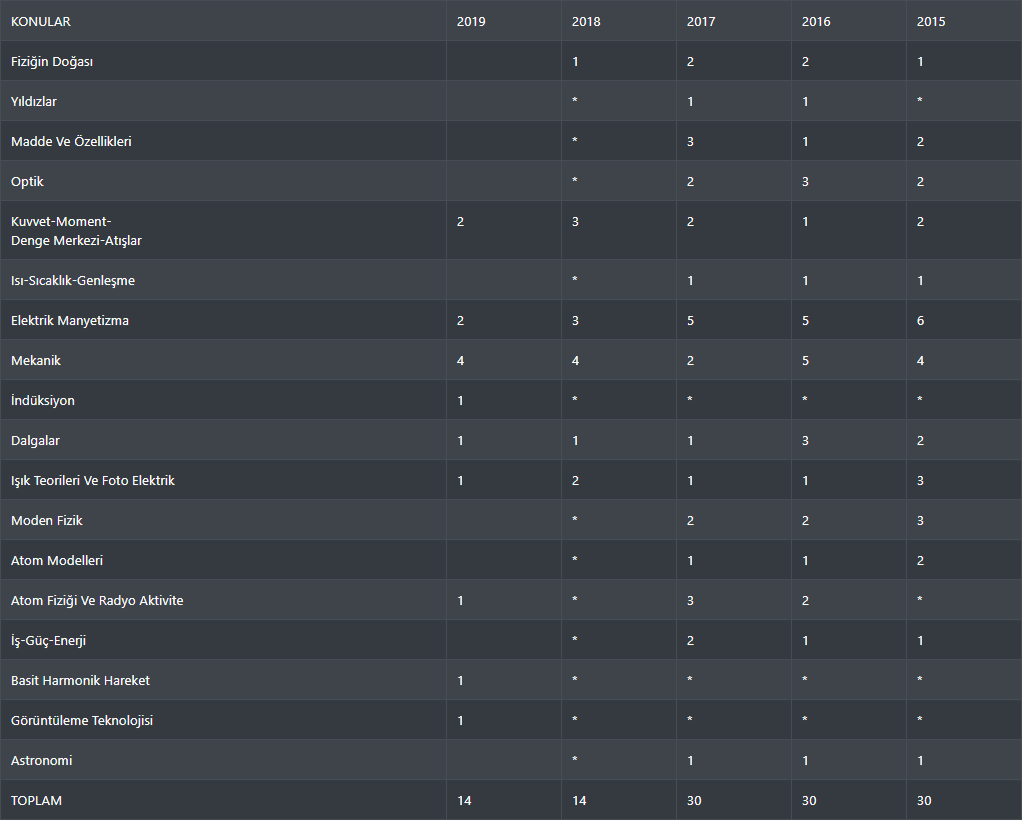 KONULAR 2019 2018 2017 2016 2015
Fiziğin Doğası 1 2 2 1
Yıldızlar * 1 1 *
Madde Ve Özellikleri * 3 1 2
Optik * 2 3 2
Kuvvet-Moment-
Denge Merkezi-Atışlar 2 3 2 1 2
Isı-Sıcaklık-Genleşme * 1 1 1
Elektrik Manyetizma 2 3 5 5 6
Mekanik 4 4 2 5 4
İndüksiyon 1 * * * *
Dalgalar 1 1 1 3 2
Işık Teorileri Ve Foto Elektrik 1 2 1 1 3
Moden Fizik * 2 2 3
Atom Modelleri * 1 1 2
Atom Fiziği Ve Radyo Aktivite 1 * 3 2 *
İş-Güç-Enerji * 2 1 1
Basit Harmonik Hareket 1 * * * *
Görüntüleme Teknolojisi 1 * * * *
Astronomi * 1 1 1
TOPLAM 14 14 30 30 30